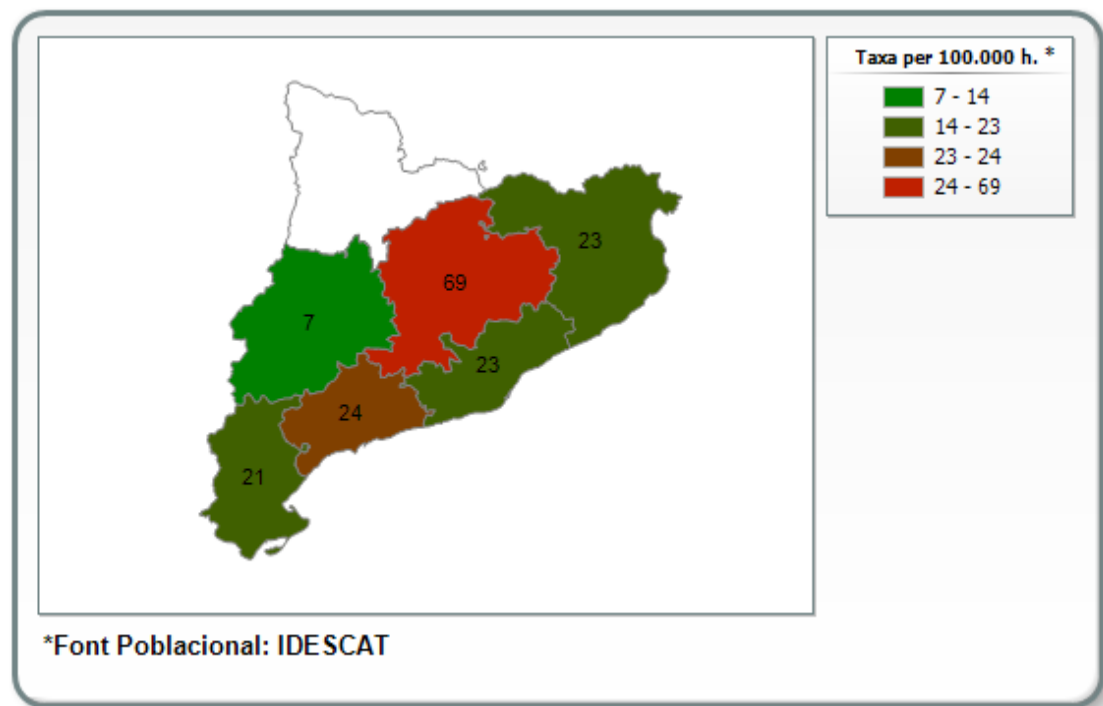 Taxa per 100.000 h. *
7 - 14
14 - 23
23 - 24
24 - 69
23
69
7
23
24
21
*Font Poblacional: IDESCAT